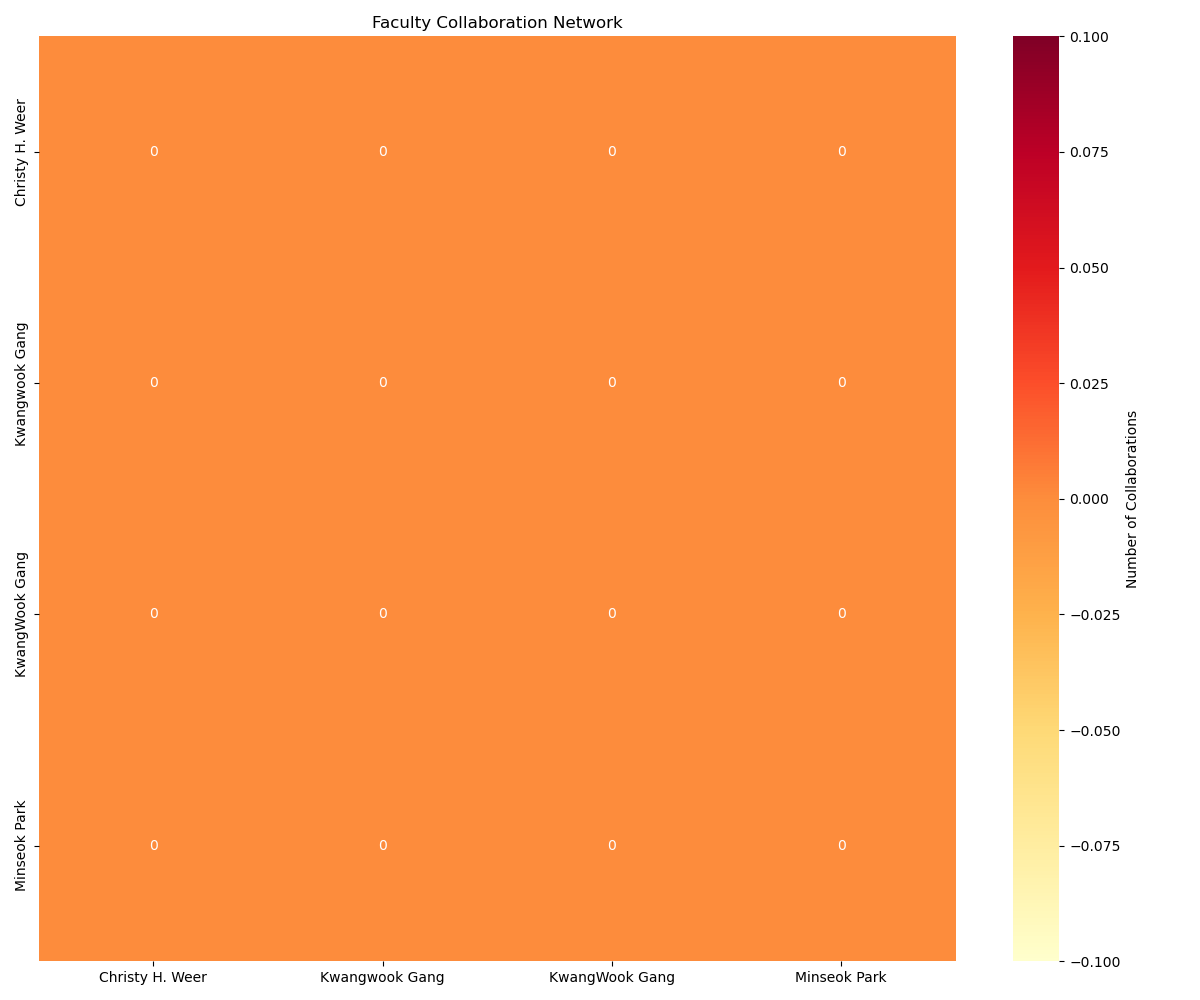 Faculty Collaboration Network
Christy H. Weer
Kwangwook Gang
KwangWook Gang
Minseok Park
0 0 0 0
0 0 0 0
0 0 0 0
0 0 0 0
Christy H. Weer Kwangwook Gang KwangWook Gang Minseok Park
0.100
0.075
0.050
0.025
0.000
−0.025
−0.050
−0.075
−0.100
Number of Collaborations